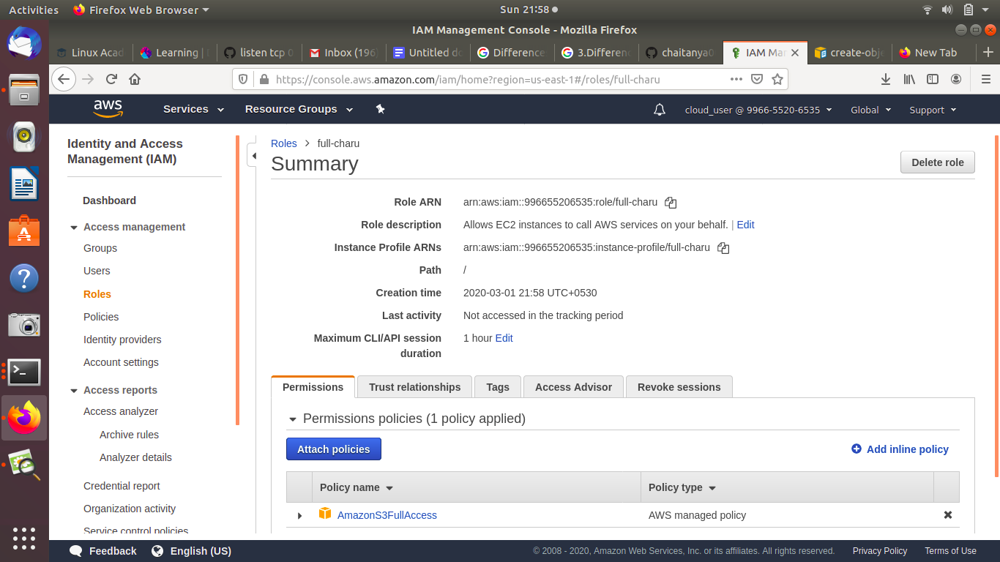 Activities Firefox Web Browser Sun 21:58
IAM Management Console - Mozilla Firefox
Linux Acad Learning | listen tcp 0 Inbox (196 Untitled do Difference 3.Differen chaitanya0 IAM Man create-obje New Tab
https://console.aws.amazon.com/iam/home?region=us-east-1#/roles/full-charu
aws Services Resource Groups cloud_user @ 9966-5520-6535 Global Support
Identity and Access
Management (IAM)
Dashboard
Access management
Groups
Users
Roles
Policies
Identity providers
Account settings
Access reports
Access analyzer
Archive rules
Analyzer details
Credential report
Organization activity
Service control policies
Roles > full-charu
Summary
Delete role
Role ARN arn:aws:iam::996655206535:role/full-charu
Role description Allows EC2 instances to call AWS services on your behalf. | Edit
Instance Profile ARNs arn:aws:iam::996655206535:instance-profile/full-charu
Path /
Creation time 2020-03-01 21:58 UTC+0530
Last activity Not accessed in the tracking period
Maximum CLI/API session
duration
1 hour Edit
Permissions Trust relationships Tags Access Advisor Revoke sessions
Permissions policies (1 policy applied)
Attach policies Add inline policy
Policy name Policy type
AmazonS3FullAccess AWS managed policy
Feedback English (US) © 2008 - 2020, Amazon Web Services, Inc. or its affiliates. All rights reserved. Privacy Policy Terms of Use